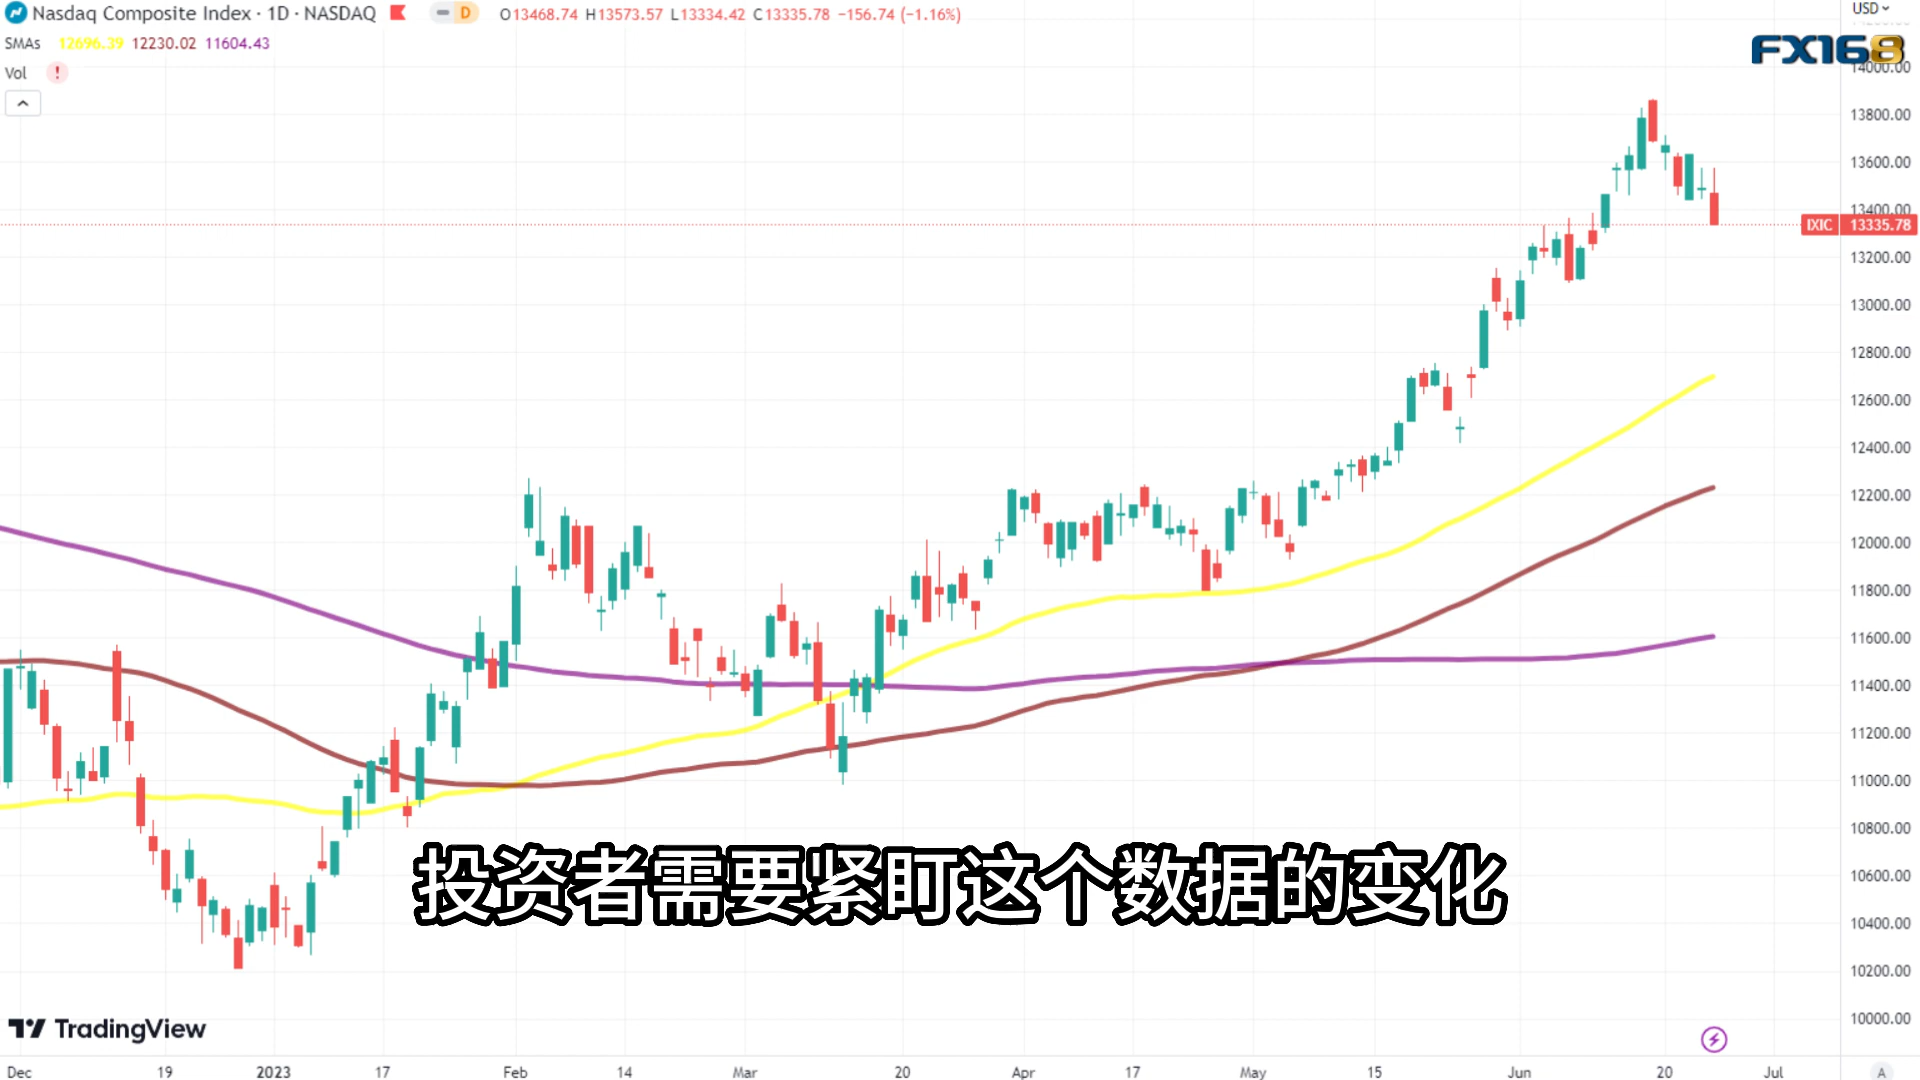 Nasdaq Composite Index · 1D · NASDAQ D O13468.74 H13573.57 L13334.42 C13335.78 −156.74 (−1.16%)
USD
SMAs 12696.39 12230.02 11604.43
FX168
Vol !
14000.00
13800.00
13600.00
13400.00
IXIC 13335.78
13200.00
13000.00
12800.00
12600.00
12400.00
12200.00
12000.00
11800.00
11600.00
11400.00
11200.00
11000.00
10800.00
投资者需要紧盯这个数据的变化
10600.00
10400.00
10200.00
10000.00
TradingView
Dec 19 2023 17 Feb 14 Mar 20 Apr 17 May 15 Jun 20 Jul A